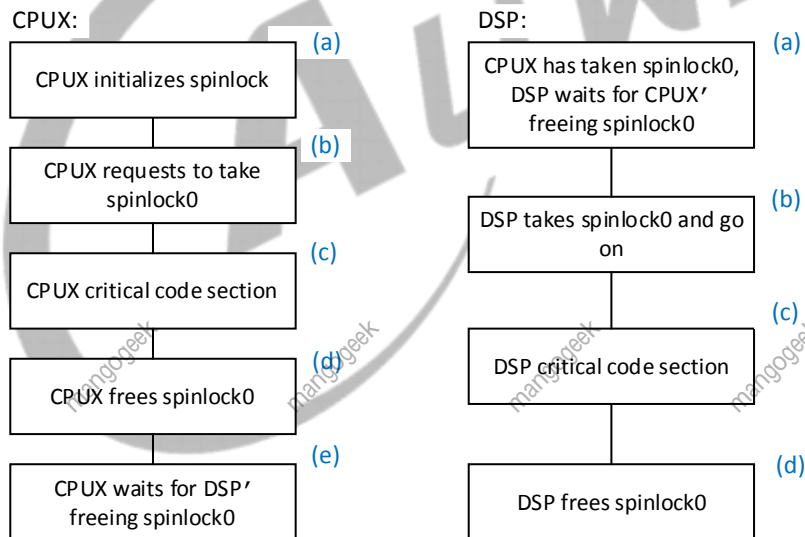 CPUX:
(a)
CPUX initializes spinlock
(b)
CPUX requests to take
spinlock0
(c)
CPUX critical code section
(d)
CPUX frees spinlock0
(e)
CPUX waits for DSP’
freeing spinlock0
DSP:
(a)
CPUX has taken spinlock0,
DSP waits for CPUX’
freeing spinlock0
(b)
DSP takes spinlock0 and go
on
(c)
DSP critical code section
(d)
DSP frees spinlock0
mangogeek
mangogeek
mangogeek